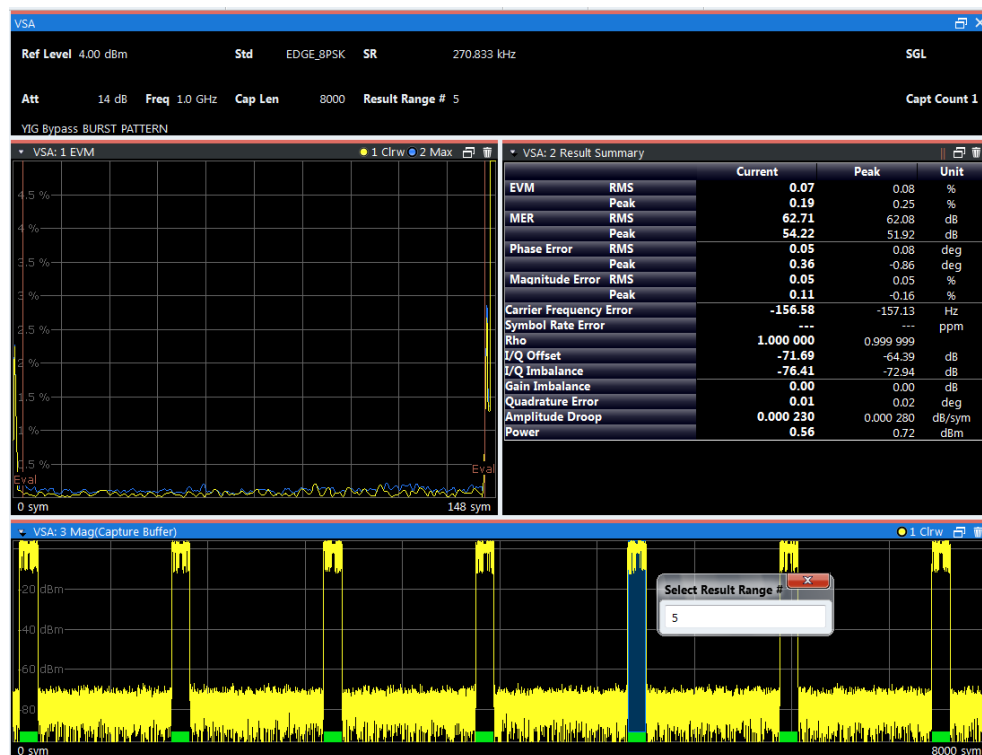 VSA
Ref Level 4.00 dBm Std EDGE_8PSK SR 270.833 kHz SGL
Att 14 dB Freq 1.0 GHz Cap Len 8000 Result Range # 5 Capt Count 1
YIG Bypass BURST PATTERN
VSA: 1 EVM 1 Clrw 2 Max
4.5 %
4 %
3.5 %
3 %
2.5 %
2 %
1.5 %
1 %
0.5 %
Eval Eval
0 sym 148 sym
VSA: 2 Result Summary
Current Peak Unit
EVM RMS 0.07 0.08 %
Peak 0.19 0.25 %
MER RMS 62.71 62.08 dB
Peak 54.22 51.92 dB
Phase Error RMS 0.05 0.08 deg
Peak 0.36 -0.86 deg
Magnitude Error RMS 0.05 0.05 %
Peak 0.11 -0.16 %
Carrier Frequency Error -156.58 -157.13 Hz
Symbol Rate Error --- --- ppm
Rho 1.000 000 0.999 999
I/Q Offset -71.69 -64.39 dB
I/Q Imbalance -76.41 -72.94 dB
Gain Imbalance 0.00 0.00 dB
Quadrature Error 0.01 0.02 deg
Amplitude Droop 0.000 230 0.000 280 dB/sym
Power 0.56 0.72 dBm
VSA: 3 Mag(Capture Buffer) 1 Clrw
-20 dBm
-40 dBm
-60 dBm
-80
0 sym 8000 sym
Select Result Range #
5